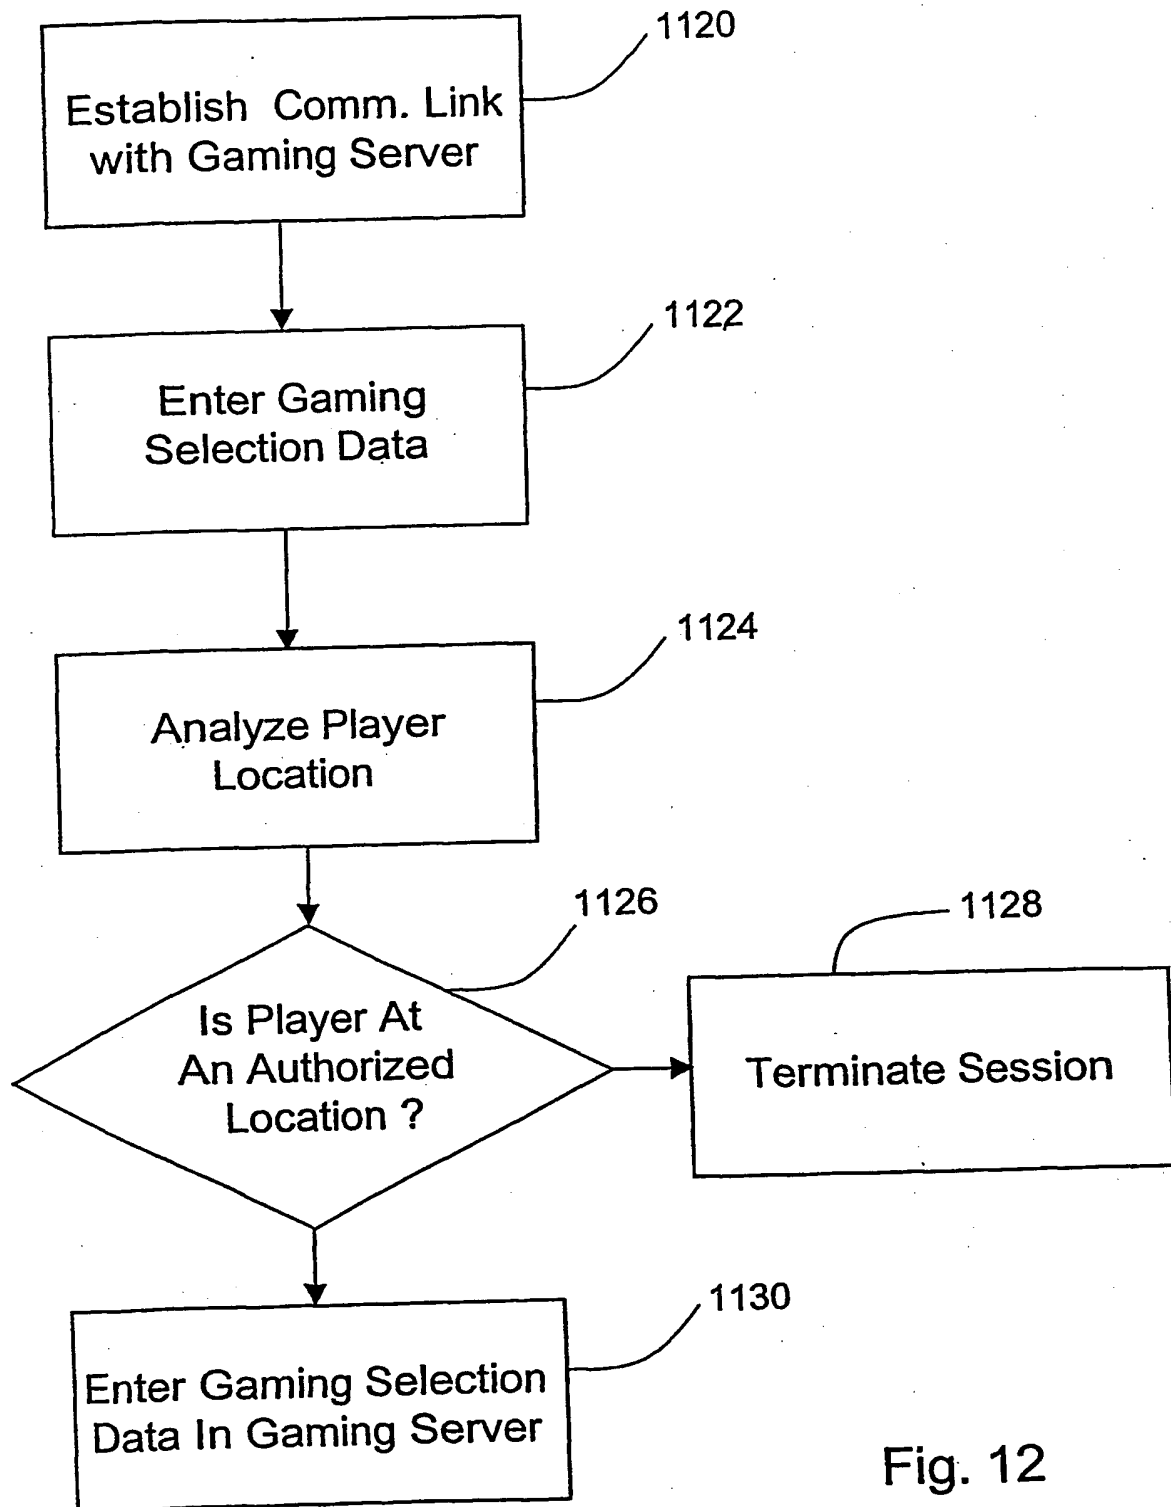 1120
Establish Comm. Link
with Gaming Server
1122
Enter Gaming
Selection Data
1124
Analyze Player
Location
1126
Is Player At
An Authorized
Location ?
1128
Terminate Session
1130
Enter Gaming Selection
Data In Gaming Server
Fig. 12